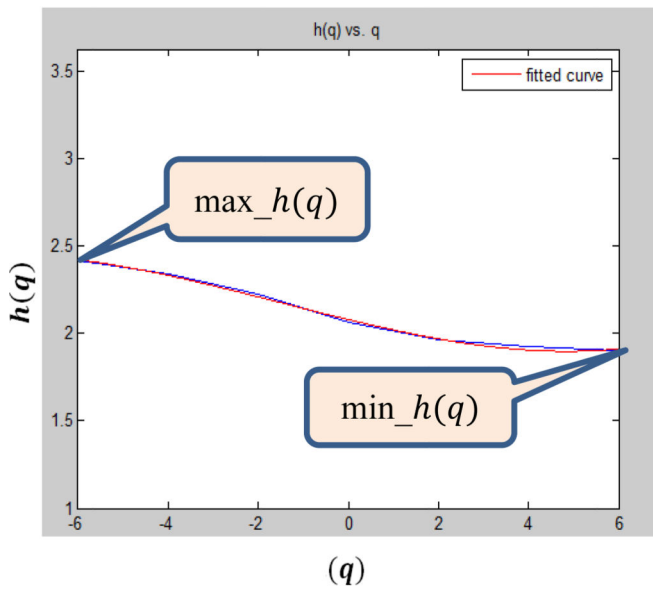 h(q) vs. q
3.5
fitted curve
3
max_h(q)
2.5
h(q)
2
min_h(q)
1.5
1
-6 -4 -2 0 2 4 6
(q)